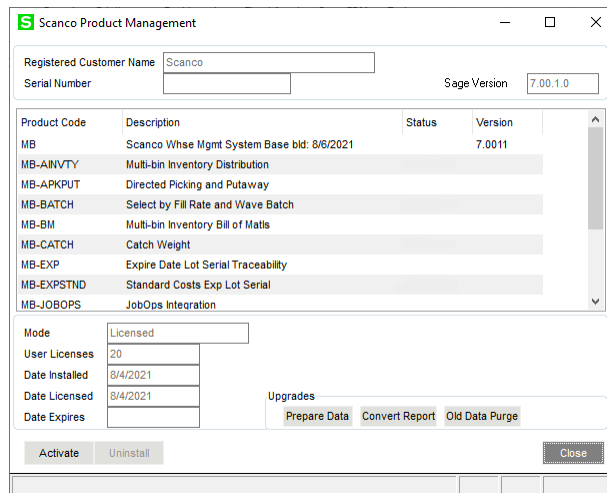 S Scanco Product Management
Registered Customer Name Scanco
Serial Number Sage Version 7.00.1.0
Product Code Description Status Version
MB Scanco Whse Mgmt System Base bld: 8/6/2021 7.0011
MB-AINVTY Multi-bin Inventory Distribution
MB-APKPUT Directed Picking and Putaway
MB-BATCH Select by Fill Rate and Wave Batch
MB-BM Multi-bin Inventory Bill of Matls
MB-CATCH Catch Weight
MB-EXP Expire Date Lot Serial Traceability
MB-EXPSTND Standard Costs Exp Lot Serial
MB-JOBOPS JobOps Integration
Mode Licensed
User Licenses 20
Date Installed 8/4/2021
Date Licensed 8/4/2021 Upgrades
Date Expires Prepare Data Convert Report Old Data Purge
Activate Uninstall Close